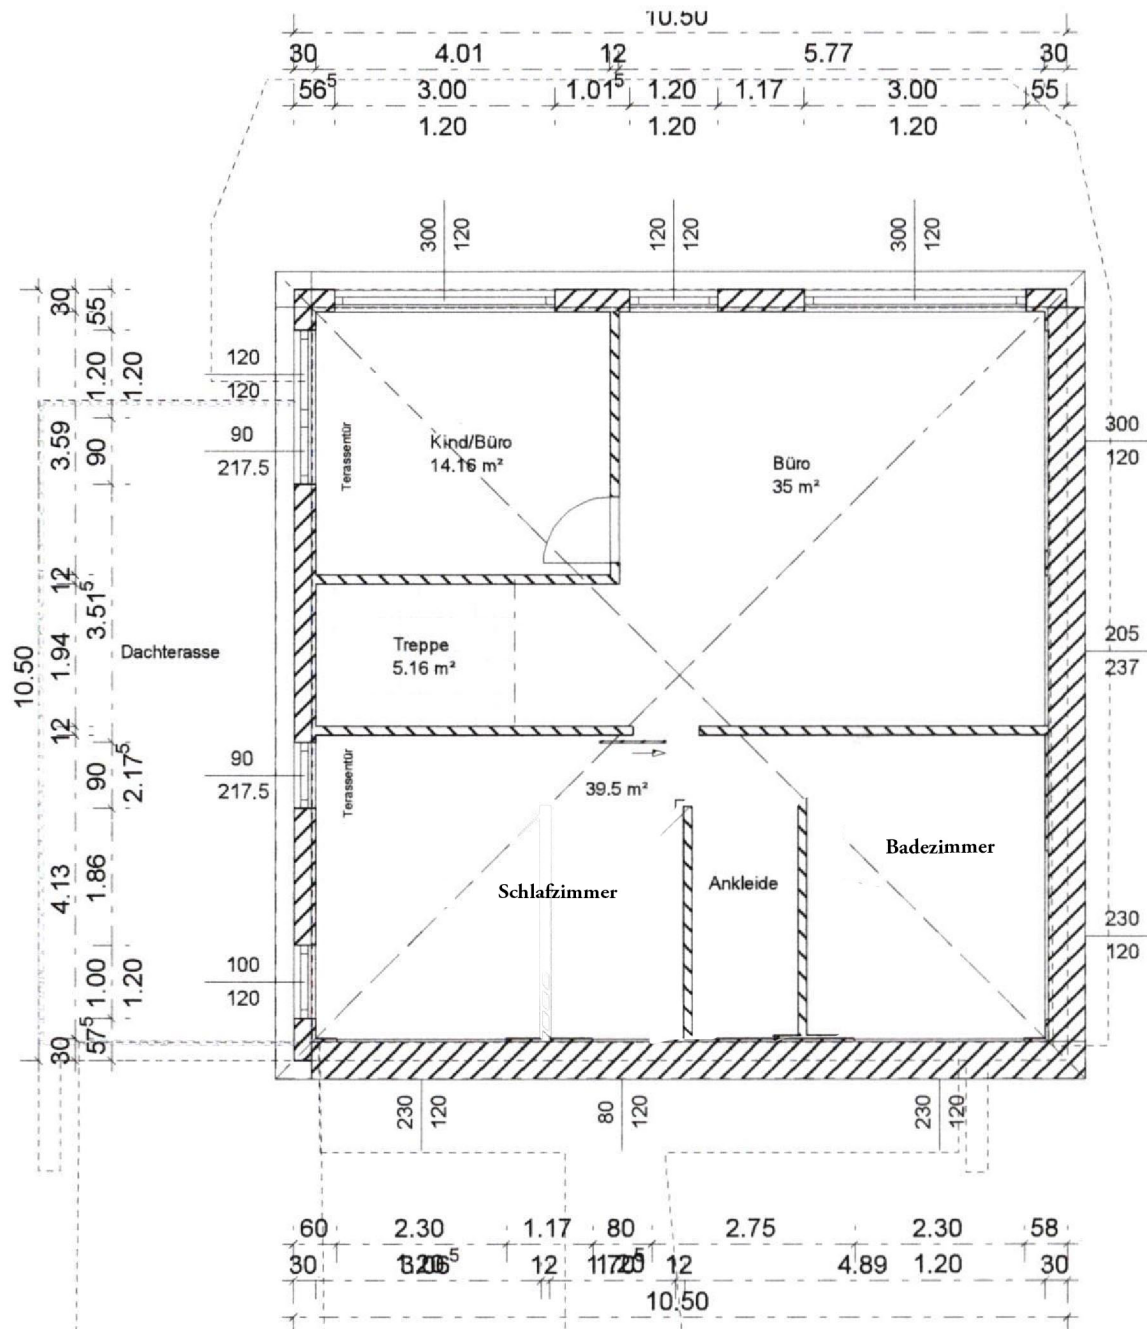 10.50
30 4.01 12 5.77 30
56⁵ 3.00 1.01⁵ 1.20 1.17 3.00 55
1.20 1.20 1.20
300
120
120
120
300
120
30
3.59
12
1.94
12
4.13
30
10.50
55
1.20
90
3.51⁵
90
1.86
1.00
57⁵
1.20
2.17⁵
1.20
120
120
90
217.5
90
217.5
100
120
Dachterasse
Terassentür
Kind/Büro
14.16 m²
Büro
35 m²
Treppe
5.16 m²
Terassentür
39.5 m²
Schlafzimmer
Ankleide
Badezimmer
300
120
205
237
230
120
230
120
80
120
230
120
60 2.30 1.17 80 2.75 2.30 58
30 12 12 4.89 1.20 30
10.50